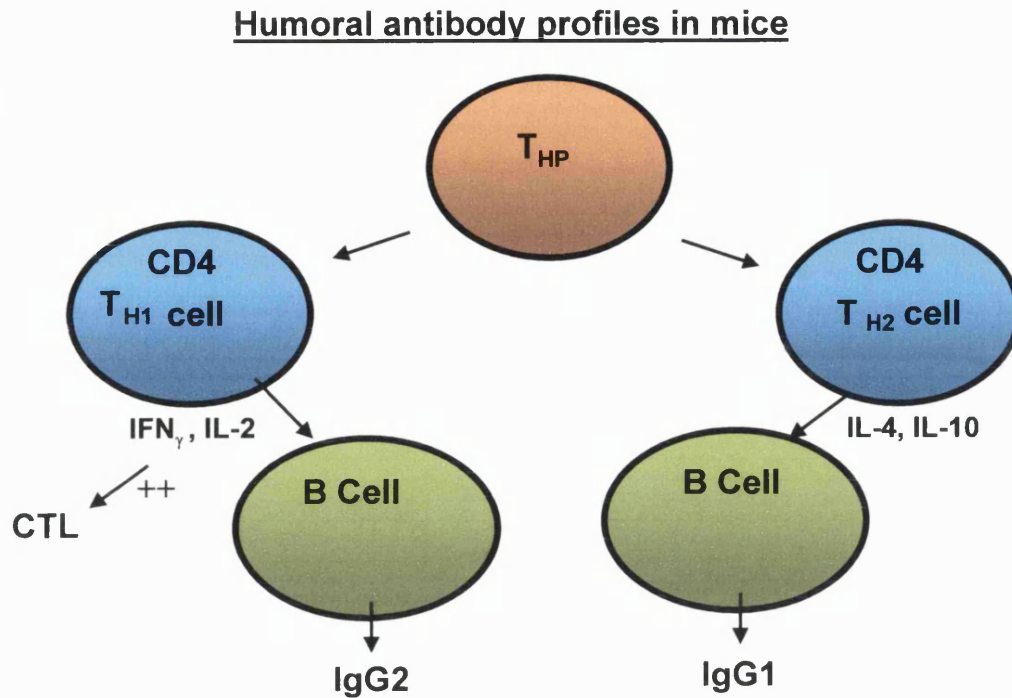 Humoral antibody profiles in mice
THP
CD4
TH1 cell
CD4
TH2 cell
IFNγ, IL-2
IL-4, IL-10
++
CTL
B Cell
B Cell
IgG2
IgG1